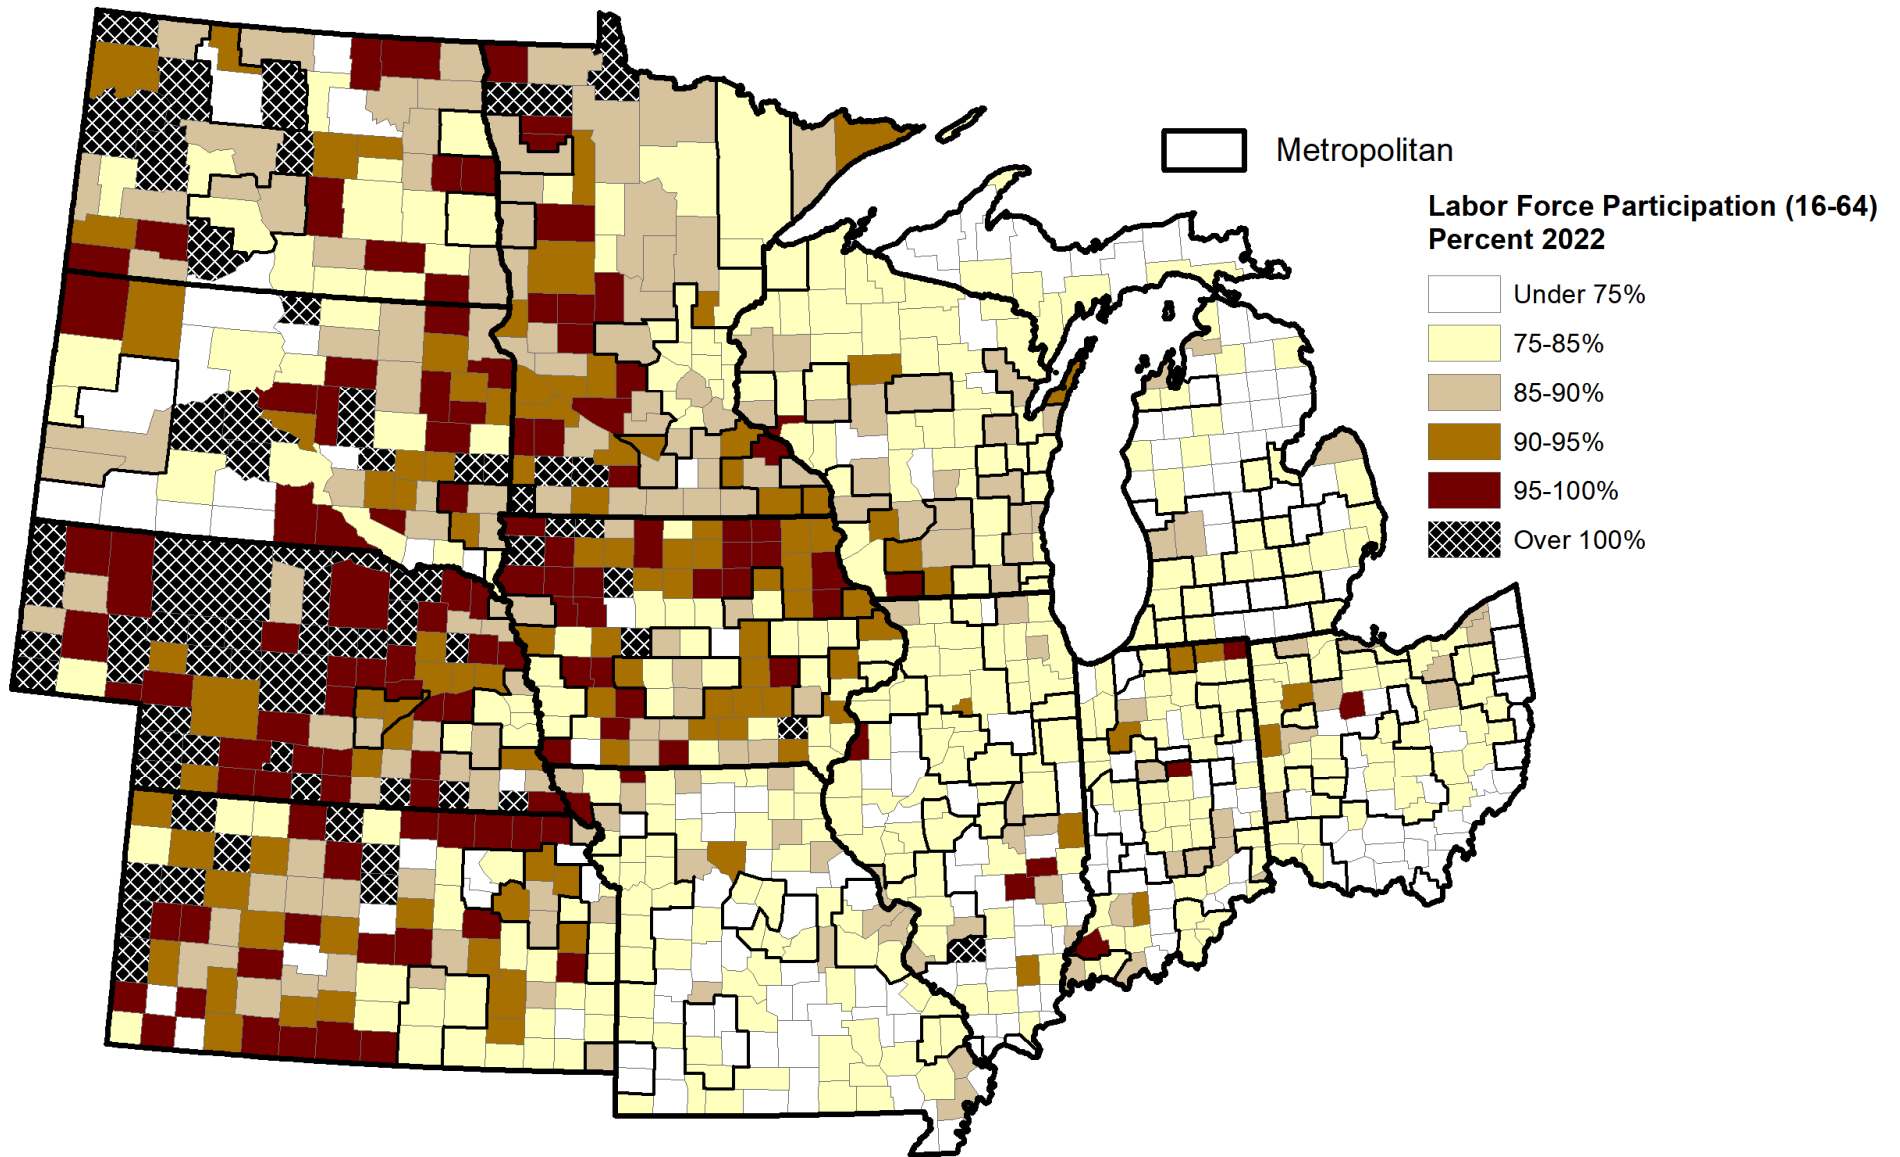 Metropolitan
Labor Force Participation (16-64)
Percent 2022
Under 75%
75-85%
85-90%
90-95%
95-100%
Over 100%